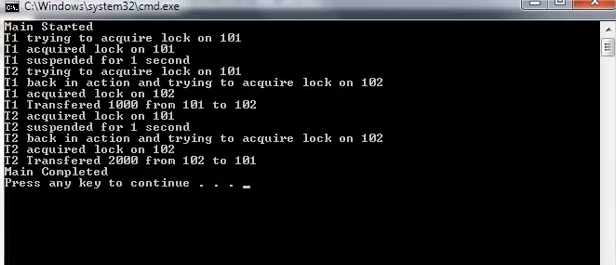 C:\Windows\system32\cmd.exe
Main Started
T1 trying to acquire lock on 101
T1 acquired lock on 101
T1 suspended for 1 second
T2 trying to acquire lock on 101
T1 back in action and trying to acquire lock on 102
T1 acquired lock on 102
T1 Transfered 1000 from 101 to 102
T2 acquired lock on 101
T2 suspended for 1 second
T2 back in action and trying to acquire lock on 102
T2 acquired lock on 102
T2 Transfered 2000 from 102 to 101
Main Completed
Press any key to continue . . . _